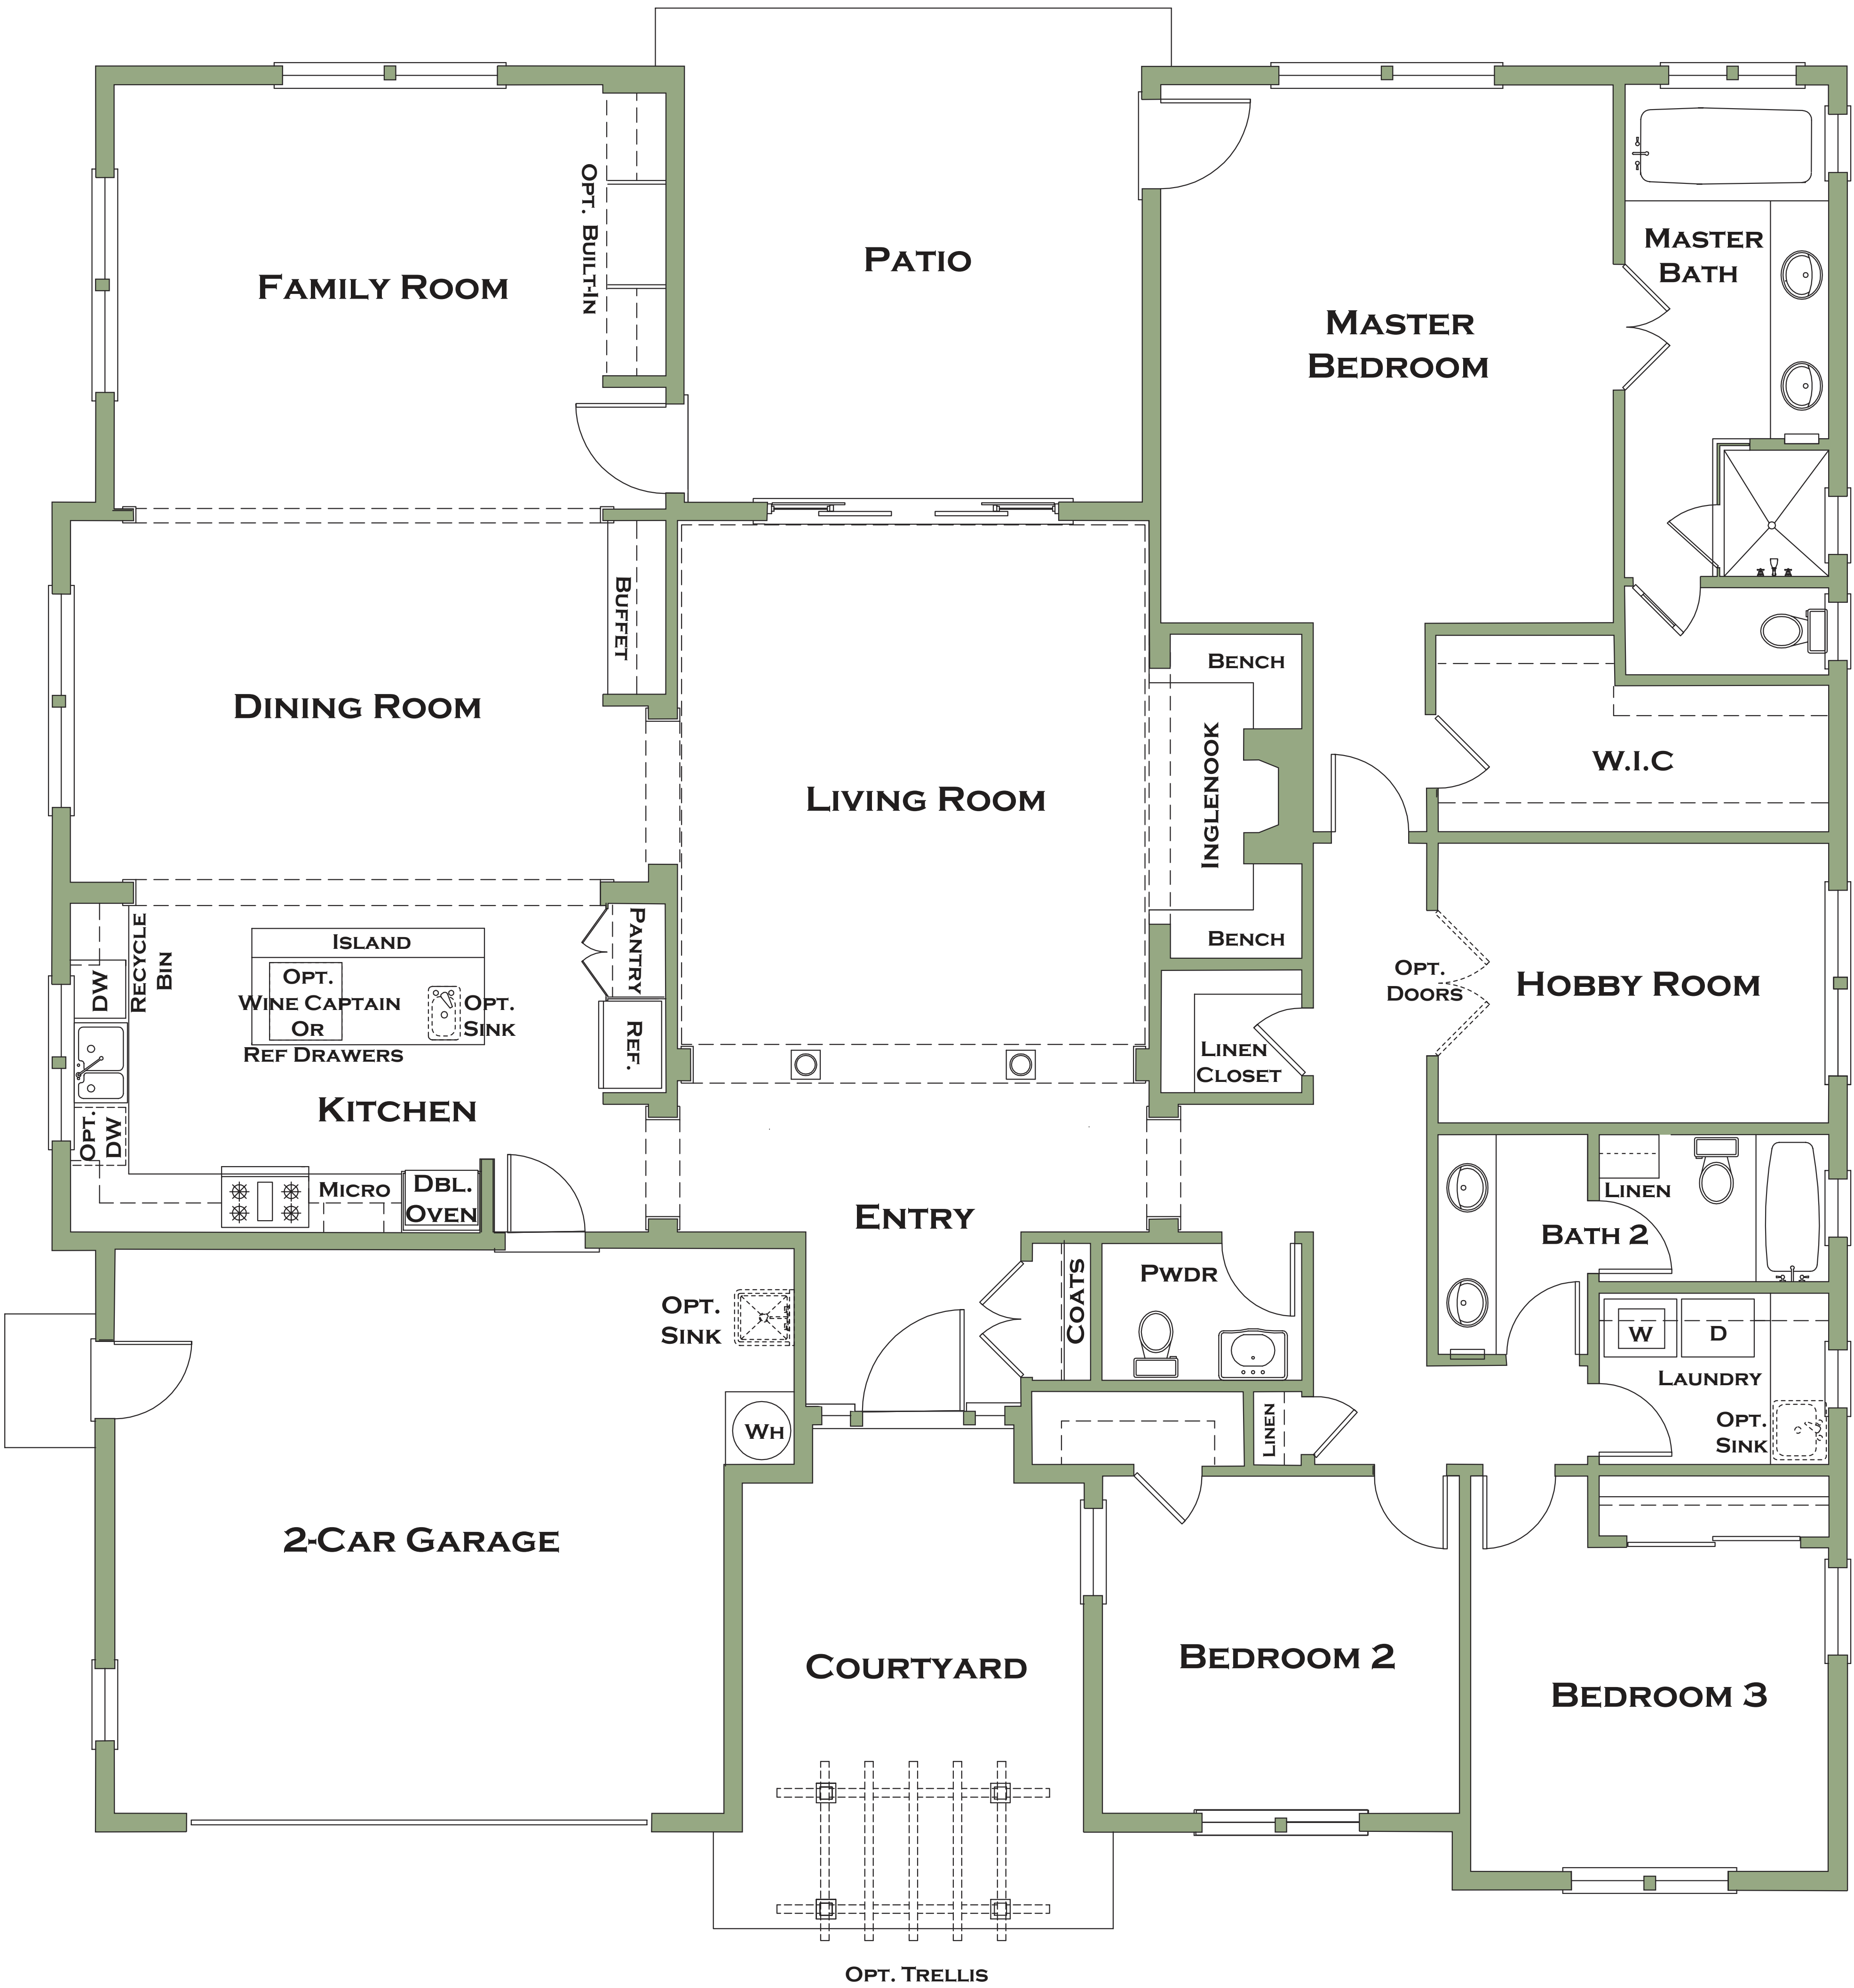 Family Room
Opt. Built-In
Patio
Master
Bedroom
Master
Bath
Dining Room
Buffet
Living Room
Bench
Inglenook
Bench
W.I.C
Recycle
Bin
DW
Island
Opt.
Wine Captain
Or
Ref Drawers
Opt.
Sink
Pantry
Ref.
Kitchen
Opt.
DW
Micro
Dbl.
Oven
Linen
Closet
Opt.
Doors
Hobby Room
Entry
Linen
Bath 2
Coats
Pwdr
Opt.
Sink
W
D
Laundry
Opt.
Sink
Wh
Linen
2-Car Garage
Courtyard
Bedroom 2
Bedroom 3
Opt. Trellis